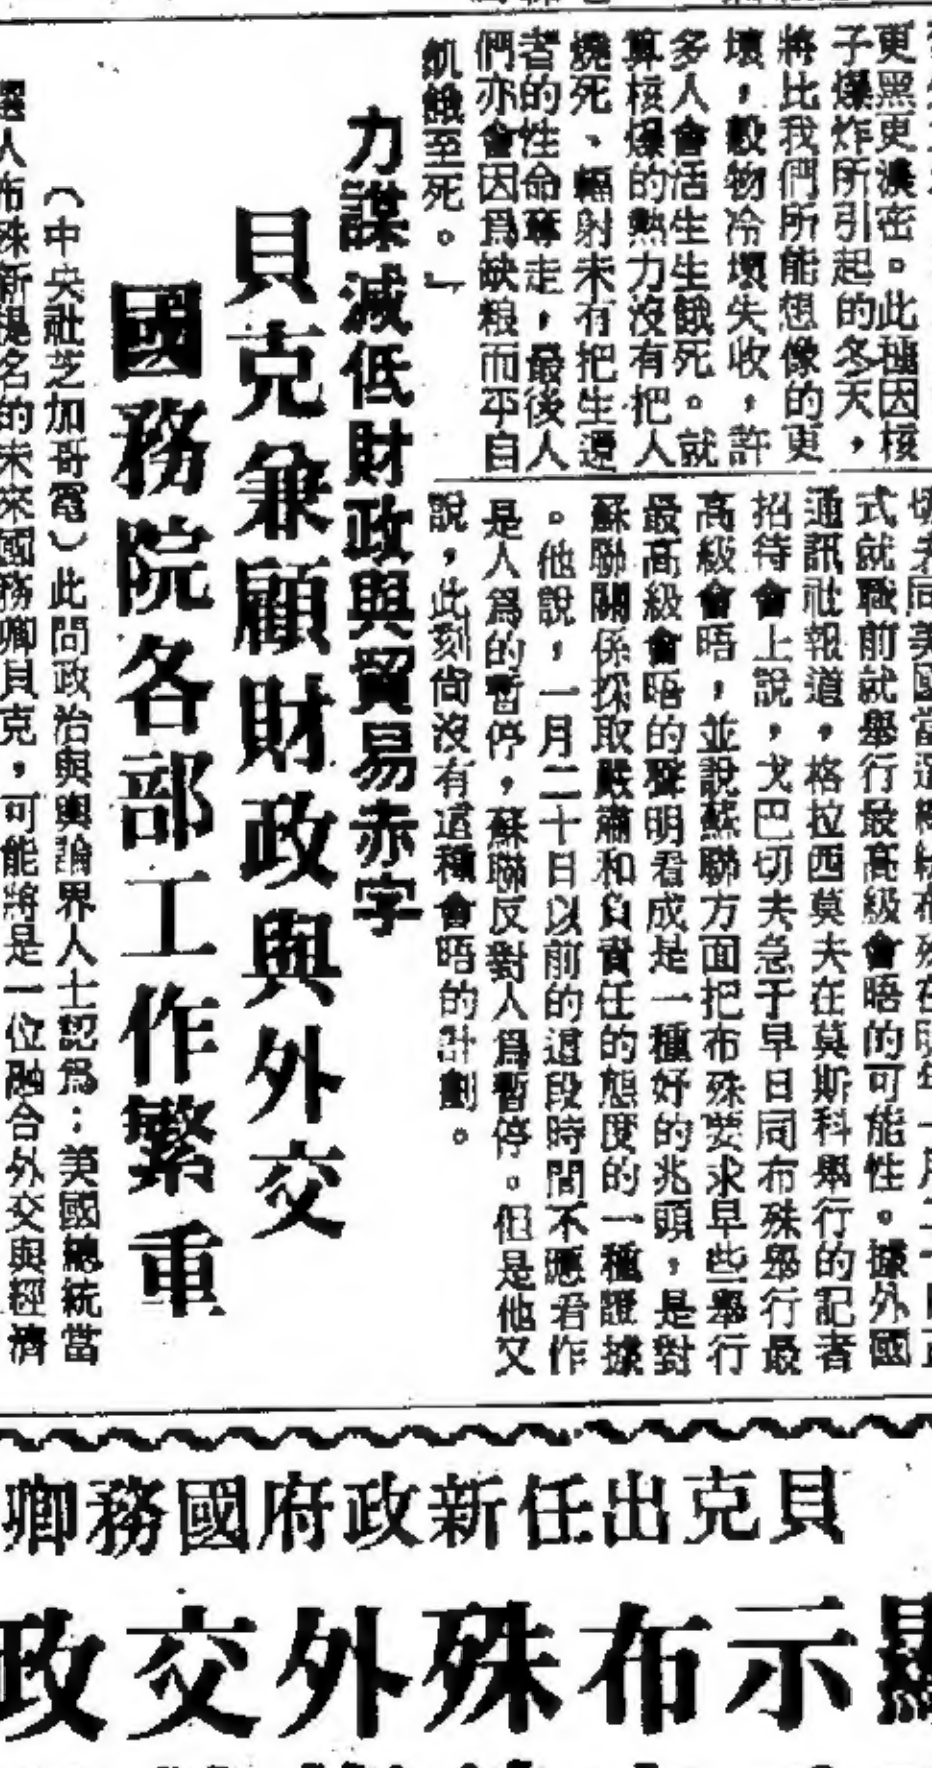 更黑更濃密。此種因核
子爆炸所引起的冬天，
將比我們所能想像的更
壞，穀物冷壞失收，許
多人會活生生餓死。就
算核爆的熱力沒有把人
燒死、輻射未有把生還
者的性命奪走，最後人
們亦會因爲缺粮而平自
飢餓至死。」
式就職前就舉行最高級會晤的可能性。據外國
通訊社報道，格拉西莫夫在莫斯科舉行的記者
招待會上說，戈巴切夫急于早日同布殊舉行最
高級會晤，並說蘇聯方面把布殊要求早些舉行
最高級會晤的聲明看成是一種好的兆頭，是對
蘇聯關係採取嚴肅和負責任的態度的一種證據
。他說，一月二十日以前的這段時間不應看作
是人爲的暫停，蘇聯反對人爲暫停。但是他又
說，此刻尚沒有這種會晤的計劃。
力謀減低財政與貿易赤字
貝克兼顧財政與外交
國務院各部工作繁重
（中央社芝加哥電）此間政治與輿論界人士認爲：美國總統當
選人布殊新提名的未來國務卿貝克，可能將是一位融合外交與經濟
貝克出任新政府國務卿
顯示布殊外交政